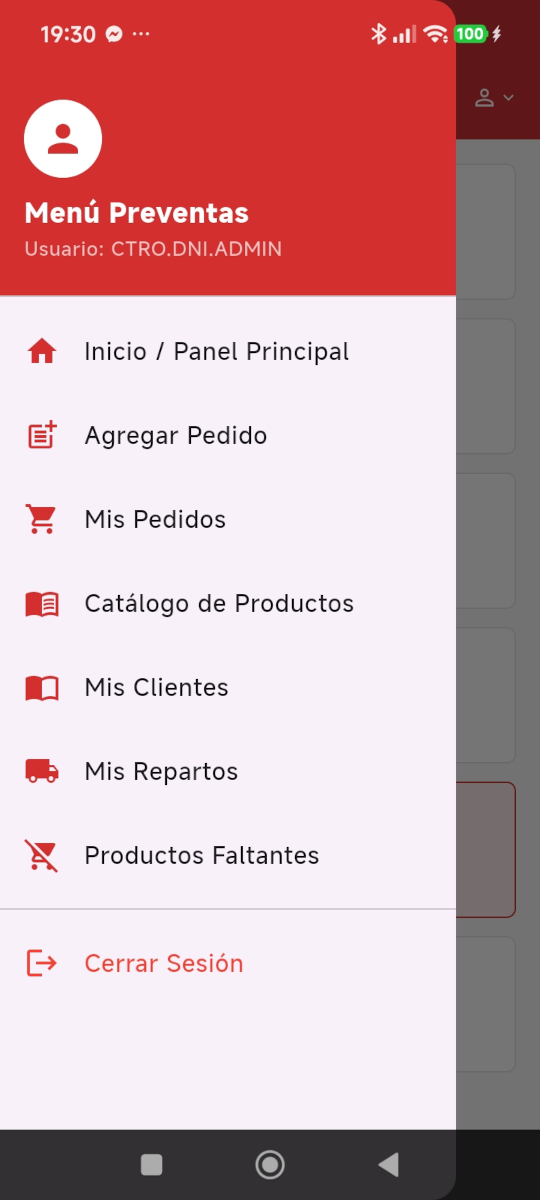 19:30
100
Menú Preventas
Usuario: CTRO.DNI.ADMIN
Inicio / Panel Principal
Agregar Pedido
Mis Pedidos
Catálogo de Productos
Mis Clientes
Mis Repartos
Productos Faltantes
Cerrar Sesión